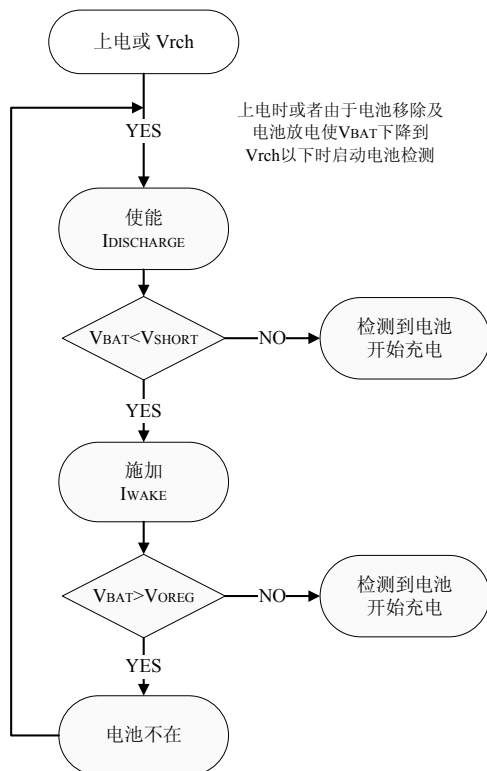 上电或 Vrch
YES
上电时或者由于电池移除及
电池放电使VBAT下降到
Vrch以下时启动电池检测
使能
IDISCHARGE
VBAT<VSHORT
NO
检测到电池
开始充电
YES
施加
IWAKE
VBAT>VOREG
NO
检测到电池
开始充电
YES
电池不在